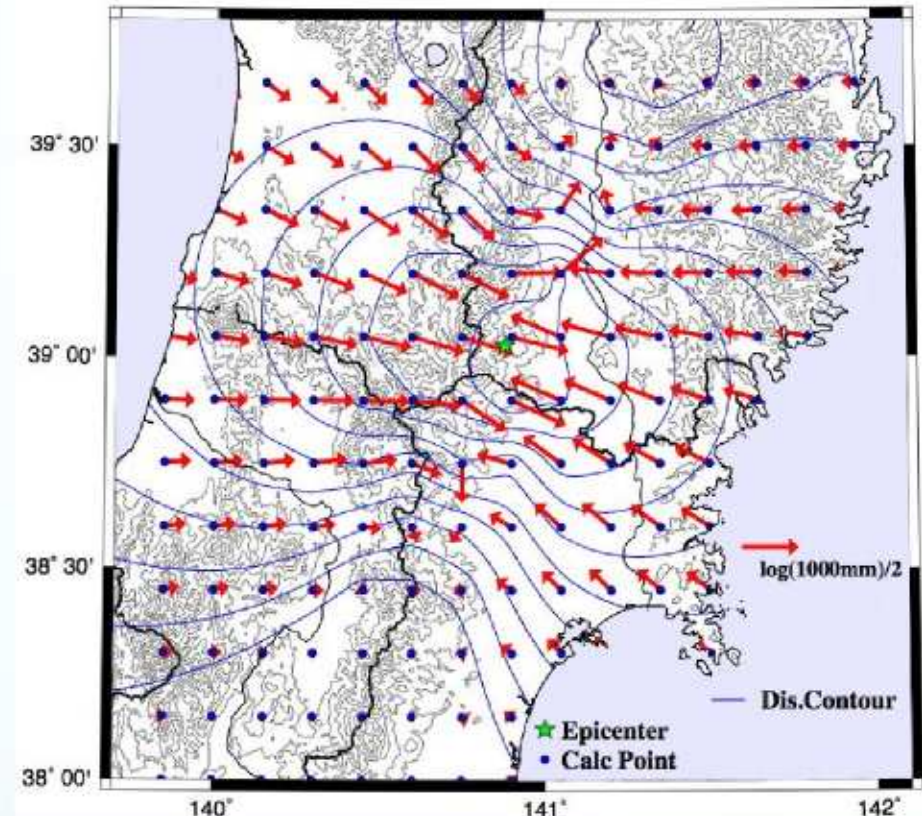 39° 30'
39° 00'
38° 30'
38° 00'
log(1000mm)/2
Dis.Contour
Epicenter
Calc Point
140°
141°
142°